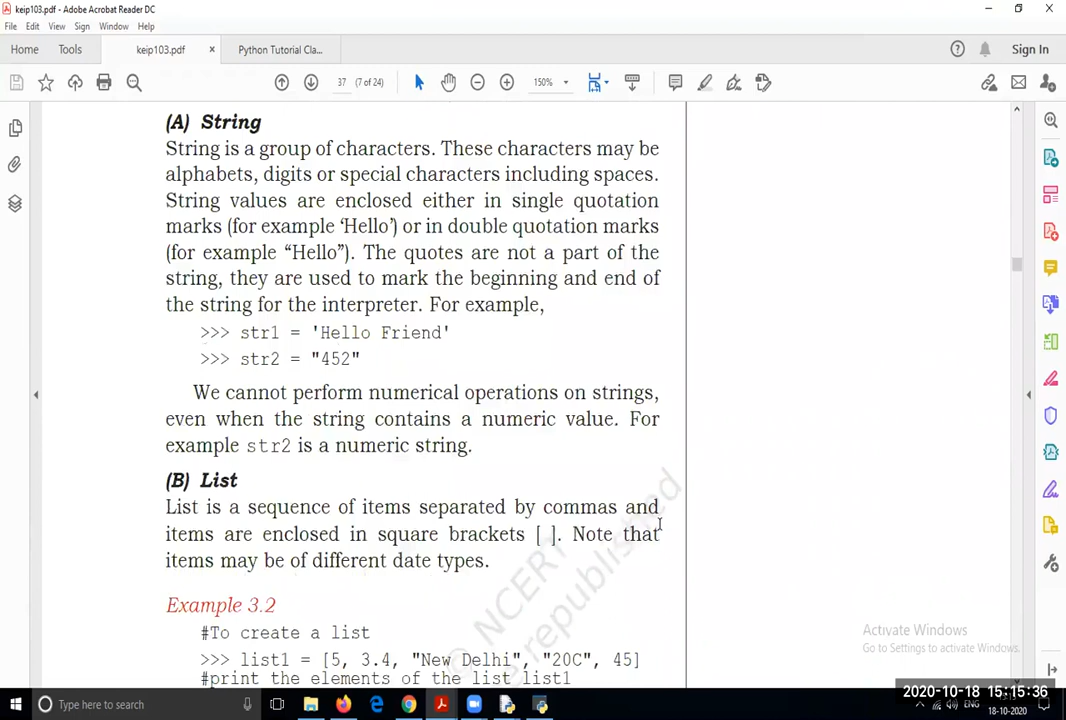 keip103.pdf - Adobe Acrobat Reader DC
File Edit View Sign Window Help
Home Tools keip103.pdf × Python Tutorial Cla... Sign In
37 (7 of 24) 150%
(A) String
String is a group of characters. These characters may be
alphabets, digits or special characters including spaces.
String values are enclosed either in single quotation
marks (for example ‘Hello’) or in double quotation marks
(for example “Hello”). The quotes are not a part of the
string, they are used to mark the beginning and end of
the string for the interpreter. For example,
>>> str1 = 'Hello Friend'
>>> str2 = "452"
We cannot perform numerical operations on strings,
even when the string contains a numeric value. For
example str2 is a numeric string.
(B) List
List is a sequence of items separated by commas and
items are enclosed in square brackets [ ]. Note that
items may be of different date types.
Example 3.2
#To create a list
>>> list1 = [5, 3.4, "New Delhi", "20C", 45]
#print the elements of the list list1
© NCERT
republished
Activate Windows
Go to Settings to activate Windows.
Type here to search
2020-10-18 15:15:36
ENG
18-10-2020